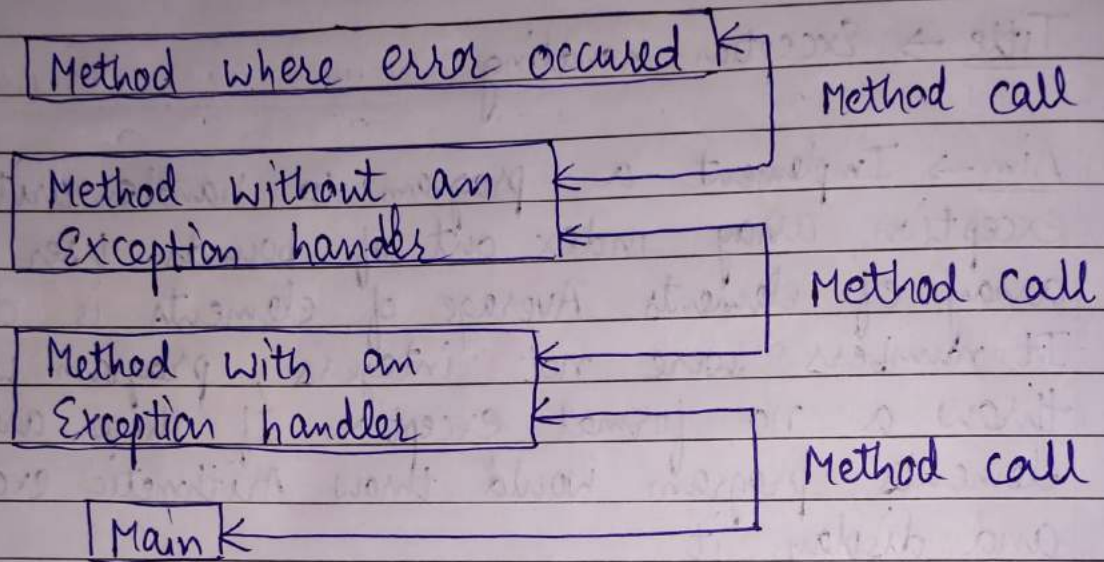 Method where error occured
Method call
Method without an
Exception handler
Method call
Method with an
Exception handler
Method call
Main